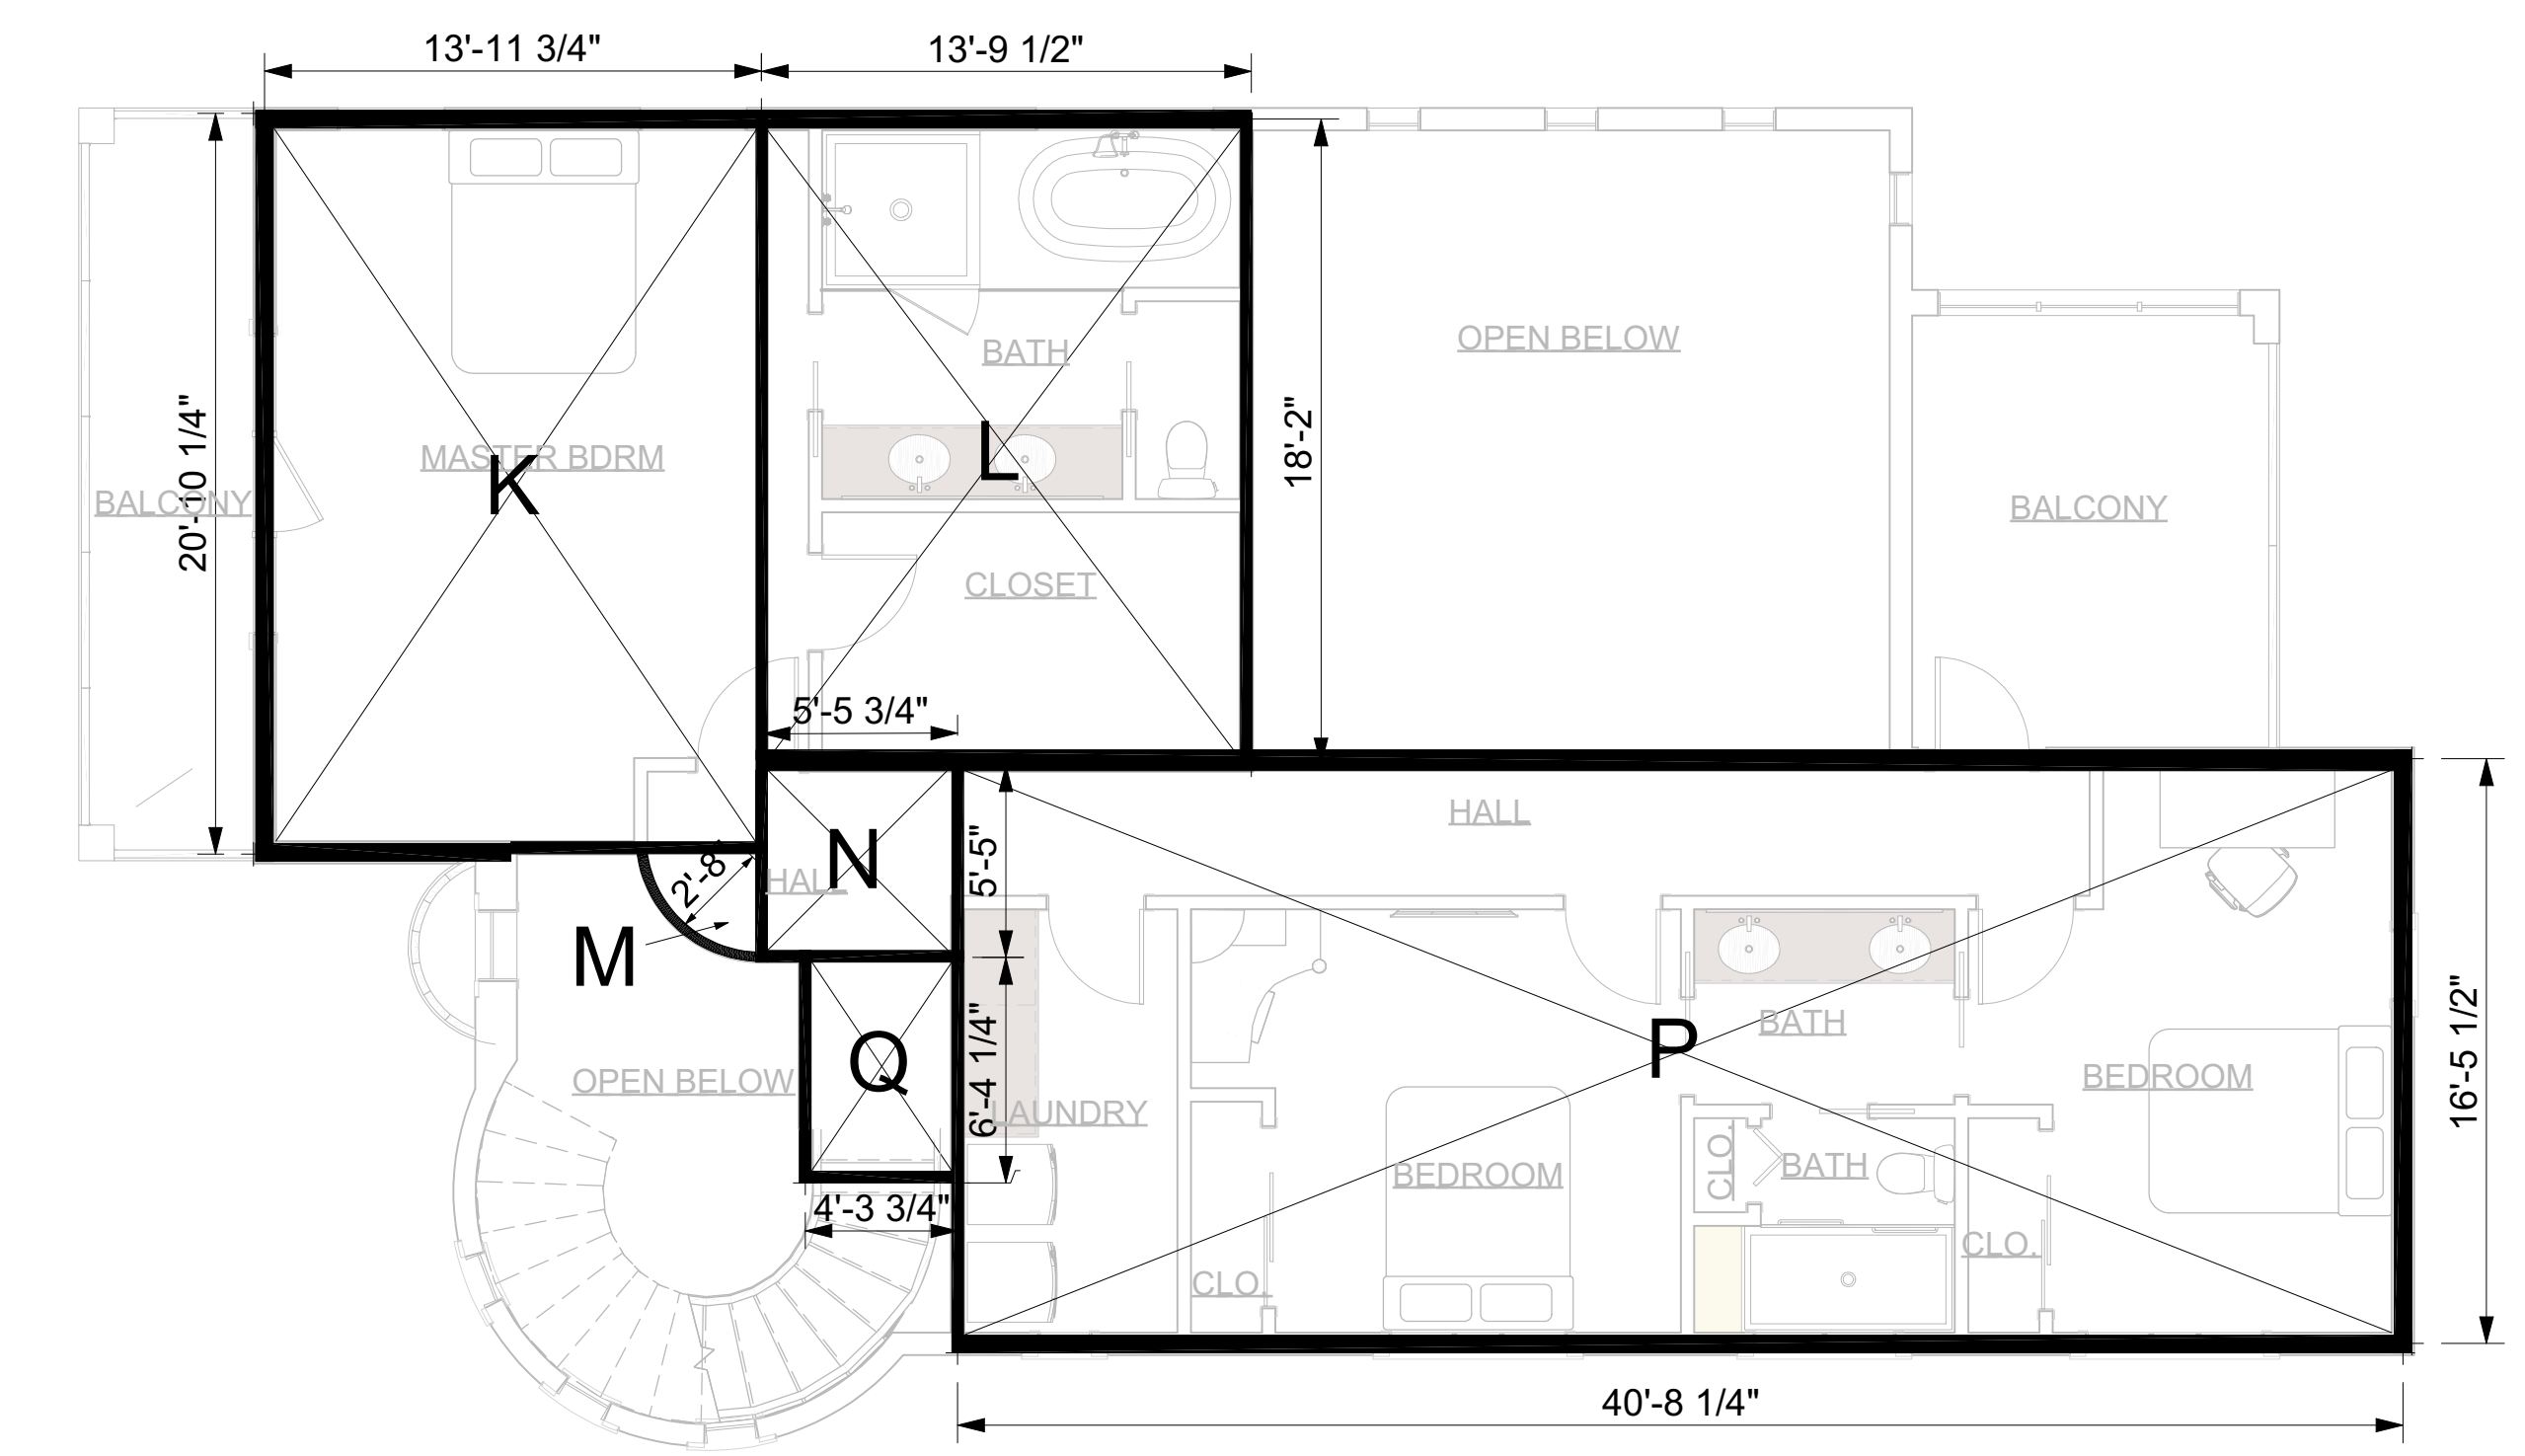 13'-11 3/4"
13'-9 1/2"
OPEN BELOW
BATH
18'-2"
L
MASTER BDRM
K
20'-10 1/4"
BALCONY
BALCONY
CLOSET
5'-5 3/4"
HALL
N
5'-5"
2'-8"
HALL
M
Q
6'-4 1/4"
OPEN BELOW
P
BATH
16'-5 1/2"
BEDROOM
LAUNDRY
CLO.
BATH
BEDROOM
4'-3 3/4"
CLO.
CLO.
40'-8 1/4"